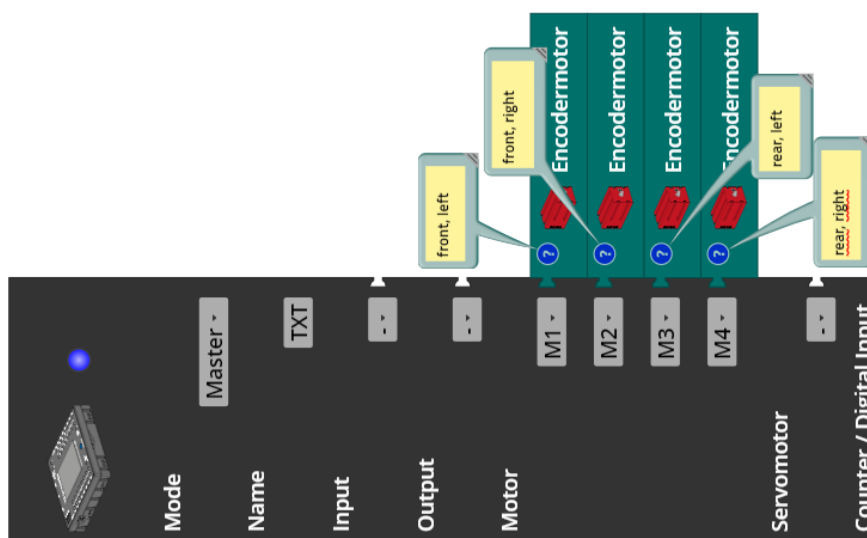 Mode
Master
Name
TXT
Input
-
Output
-
Motor
M1
?
Encodermotor
front, left
M2
?
Encodermotor
front, right
M3
?
Encodermotor
rear, left
M4
?
Encodermotor
rear, right
Servomotor
-
Counter / Digital Input